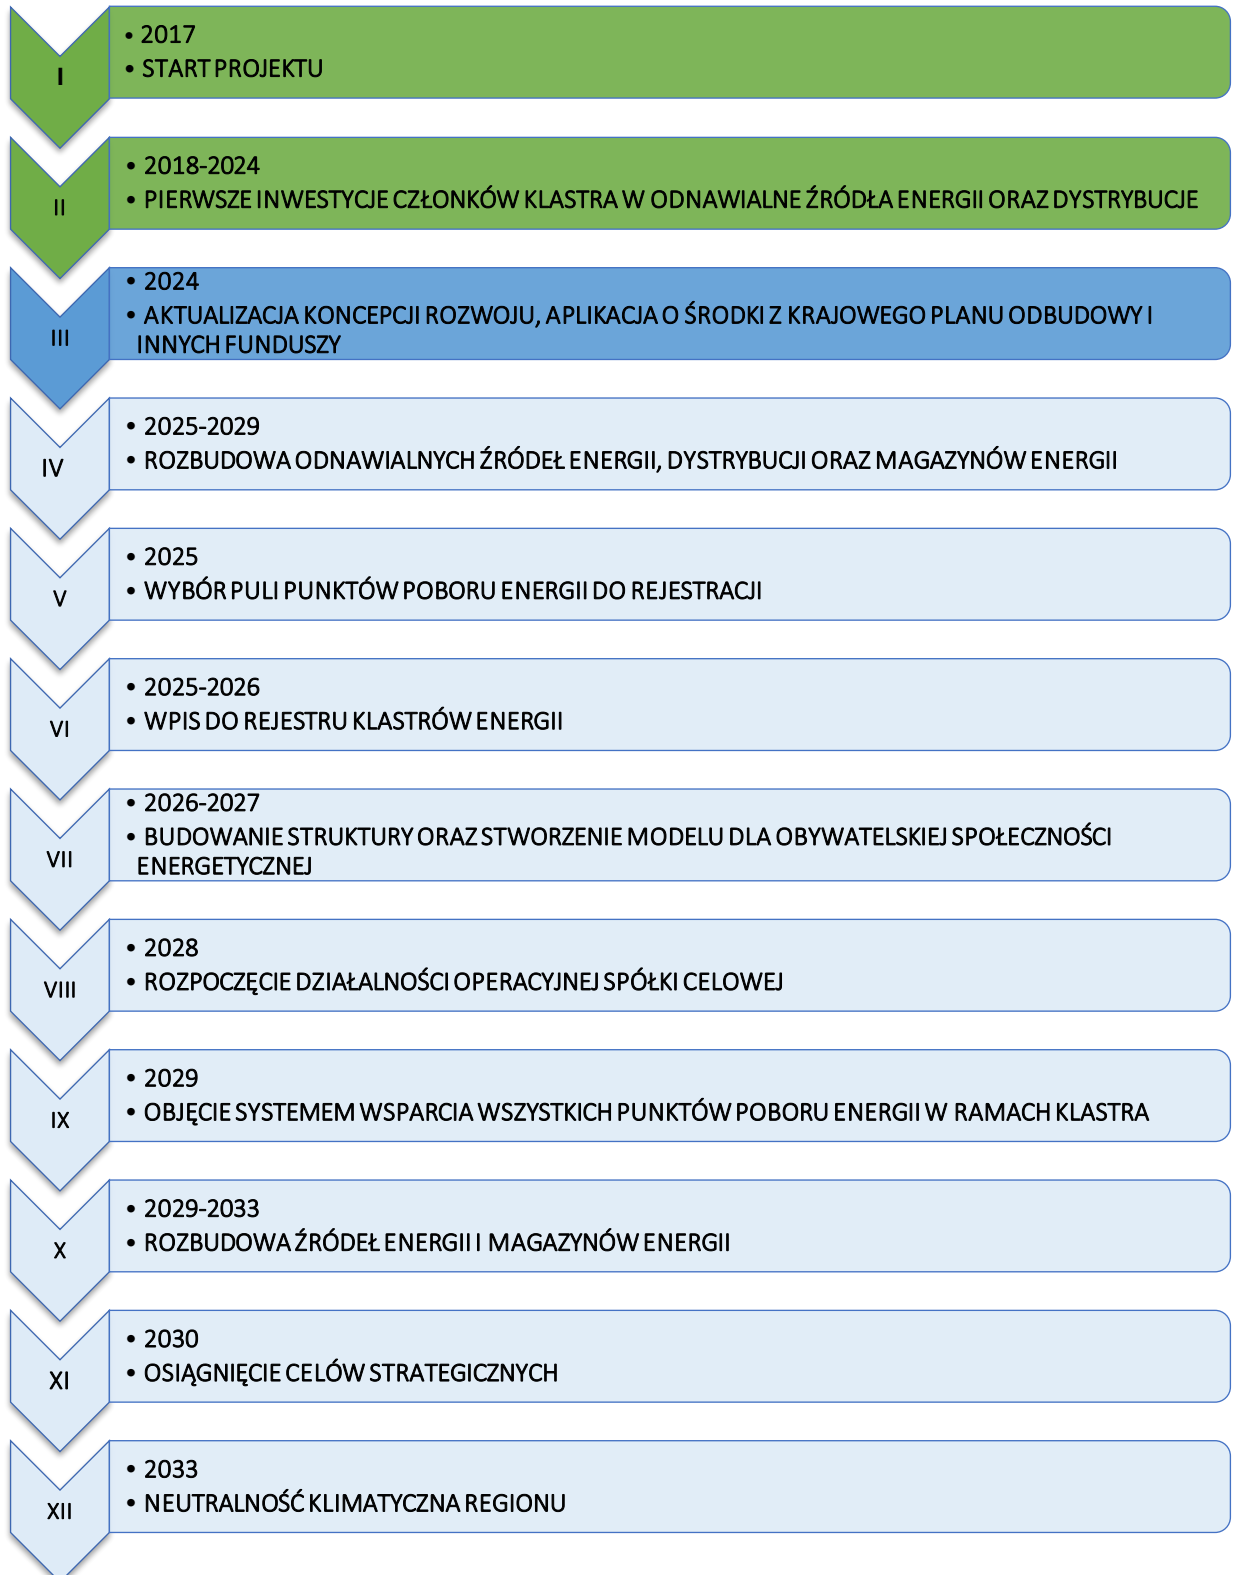 I
• 2017
• START PROJEKTU
II
• 2018-2024
• PIERWSZE INWESTYCJE CZŁONKÓW KLASTRA W ODNAWIALNE ŹRÓDŁA ENERGII ORAZ DYSTRYBUCJE
III
• 2024
• AKTUALIZACJA KONCEPCJI ROZWOJU, APLIKACJA O ŚRODKI Z KRAJOWEGO PLANU ODBUDOWY I
INNYCH FUNDUSZY
IV
• 2025-2029
• ROZBUDOWA ODNAWIALNYCH ŹRÓDEŁ ENERGII, DYSTRYBUCJI ORAZ MAGAZYNÓW ENERGII
V
• 2025
• WYBÓR PULI PUNKTÓW POBORU ENERGII DO REJESTRACJI
VI
• 2025-2026
• WPIS DO REJESTRU KLASTRÓW ENERGII
VII
• 2026-2027
• BUDOWANIE STRUKTURY ORAZ STWORZENIE MODELU DLA OBYWATELSKIEJ SPOŁECZNOŚCI
ENERGETYCZNEJ
VIII
• 2028
• ROZPOCZĘCIE DZIAŁALNOŚCI OPERACYJNEJ SPÓŁKI CELOWEJ
IX
• 2029
• OBJĘCIE SYSTEMEM WSPARCIA WSZYSTKICH PUNKTÓW POBORU ENERGII W RAMACH KLASTRA
X
• 2029-2033
• ROZBUDOWA ŹRÓDEŁ ENERGII I MAGAZYNÓW ENERGII
XI
• 2030
• OSIĄGNIĘCIE CELÓW STRATEGICZNYCH
XII
• 2033
• NEUTRALNOŚĆ KLIMATYCZNA REGIONU